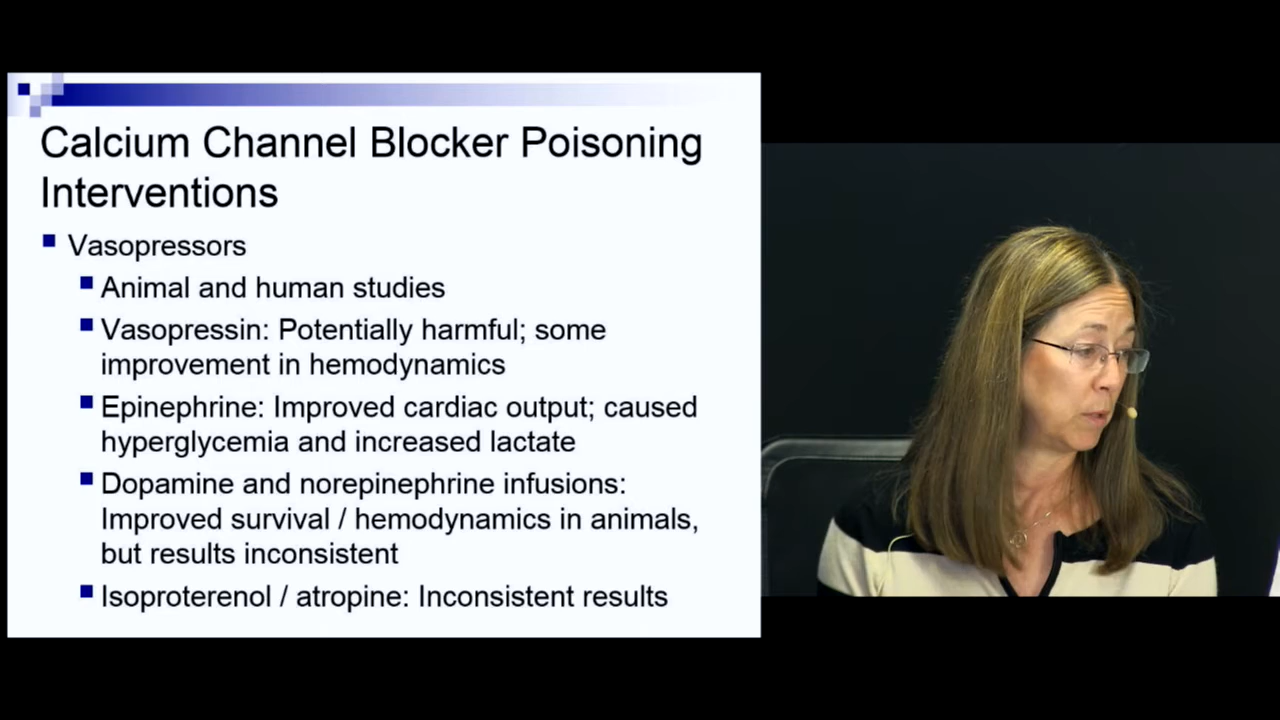 Calcium Channel Blocker Poisoning
Interventions
Vasopressors
Animal and human studies
Vasopressin: Potentially harmful; some
improvement in hemodynamics
Epinephrine: Improved cardiac output; caused
hyperglycemia and increased lactate
Dopamine and norepinephrine infusions:
Improved survival / hemodynamics in animals,
but results inconsistent
Isoproterenol / atropine: Inconsistent results